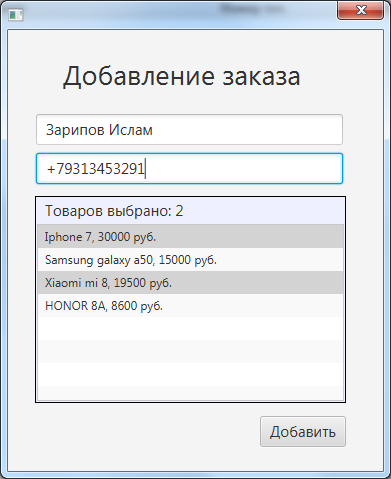 Добавление заказа
Зарипов Ислам
+79313453291
Товаров выбрано: 2
Iphone 7, 30000 руб.
Samsung galaxy a50, 15000 руб.
Xiaomi mi 8, 19500 руб.
HONOR 8A, 8600 руб.
Добавить